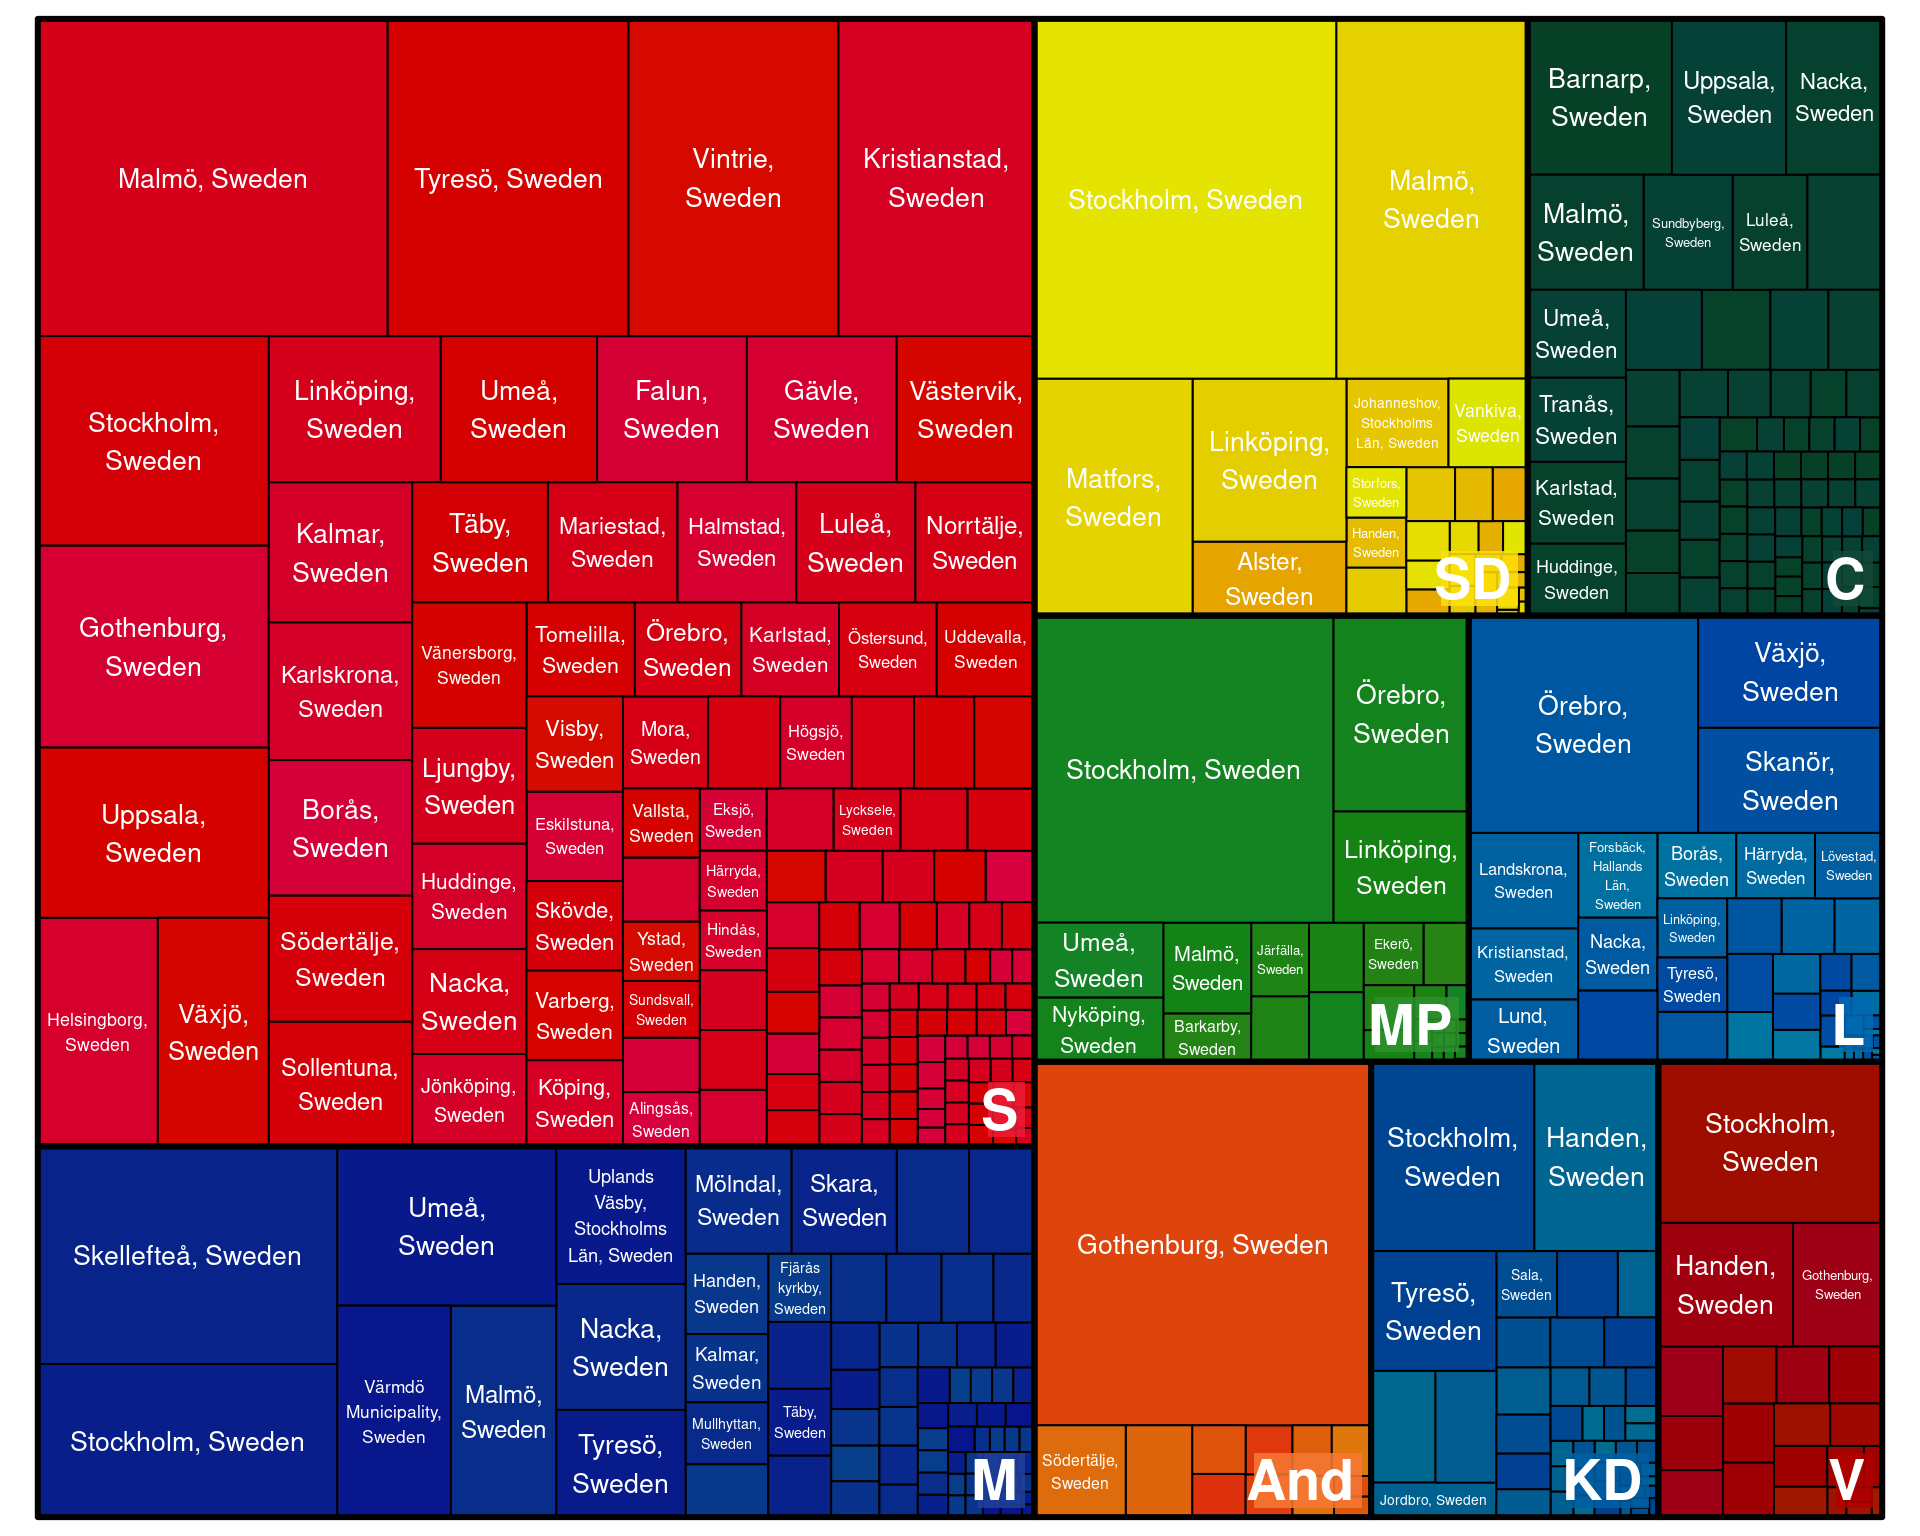 Malmö, Sweden
Tyresö, Sweden
Vintrie,
Sweden
Kristianstad,
Sweden
Stockholm,
Sweden
Linköping,
Sweden
Umeå,
Sweden
Falun,
Sweden
Gävle,
Sweden
Västervik,
Sweden
Gothenburg,
Sweden
Kalmar,
Sweden
Täby,
Sweden
Mariestad,
Sweden
Halmstad,
Sweden
Luleå,
Sweden
Norrtälje,
Sweden
Karlskrona,
Sweden
Vänersborg,
Sweden
Tomelilla,
Sweden
Örebro,
Sweden
Karlstad,
Sweden
Östersund,
Sweden
Uddevalla,
Sweden
Uppsala,
Sweden
Borås,
Sweden
Ljungby,
Sweden
Visby,
Sweden
Mora,
Sweden
Högsjö,
Sweden
Eskilstuna,
Sweden
Vallsta,
Sweden
Eksjö,
Sweden
Lycksele,
Sweden
Huddinge,
Sweden
Härryda,
Sweden
Södertälje,
Sweden
Skövde,
Sweden
Ystad,
Sweden
Hindås,
Sweden
Helsingborg,
Sweden
Växjö,
Sweden
Nacka,
Sweden
Varberg,
Sweden
Sundsvall,
Sweden
Sollentuna,
Sweden
Jönköping,
Sweden
Köping,
Sweden
Alingsås,
Sweden
S
Skellefteå, Sweden
Umeå,
Sweden
Uplands
Väsby,
Stockholms
Län, Sweden
Mölndal,
Sweden
Skara,
Sweden
Handen,
Sweden
Fjärås
kyrkby,
Sweden
Stockholm, Sweden
Värmdö
Municipality,
Sweden
Malmö,
Sweden
Nacka,
Sweden
Kalmar,
Sweden
Tyresö,
Sweden
Mullhyttan,
Sweden
Täby,
Sweden
M
Stockholm, Sweden
Malmö,
Sweden
Matfors,
Sweden
Linköping,
Sweden
Johanneshov,
Stockholms
Län, Sweden
Vankiva,
Sweden
Storfors,
Sweden
Handen,
Sweden
Alster,
Sweden
SD
Barnarp,
Sweden
Uppsala,
Sweden
Nacka,
Sweden
Malmö,
Sweden
Sundbyberg,
Sweden
Luleå,
Sweden
Umeå,
Sweden
Tranås,
Sweden
Karlstad,
Sweden
Huddinge,
Sweden
C
Stockholm, Sweden
Örebro,
Sweden
Linköping,
Sweden
Umeå,
Sweden
Malmö,
Sweden
Järfälla,
Sweden
Ekerö,
Sweden
Nyköping,
Sweden
Barkarby,
Sweden
MP
Örebro,
Sweden
Växjö,
Sweden
Skanör,
Sweden
Landskrona,
Sweden
Forsbäck,
Hallands
Län,
Sweden
Borås,
Sweden
Härryda,
Sweden
Lövestad,
Sweden
Kristianstad,
Sweden
Nacka,
Sweden
Linköping,
Sweden
Tyresö,
Sweden
Lund,
Sweden
L
Gothenburg, Sweden
Södertälje,
Sweden
And
Stockholm,
Sweden
Handen,
Sweden
Tyresö,
Sweden
Sala,
Sweden
Jordbro, Sweden
KD
Stockholm,
Sweden
Handen,
Sweden
Gothenburg,
Sweden
V